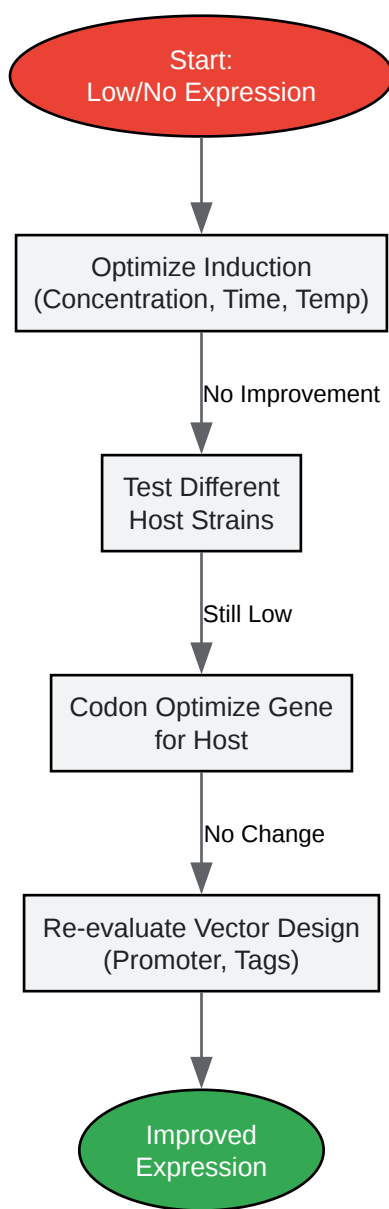 Start:
Low/No Expression
Optimize Induction
(Concentration, Time, Temp)
No Improvement
Test Different
Host Strains
Still Low
Codon Optimize Gene
for Host
No Change
Re-evaluate Vector Design
(Promoter, Tags)
Improved
Expression